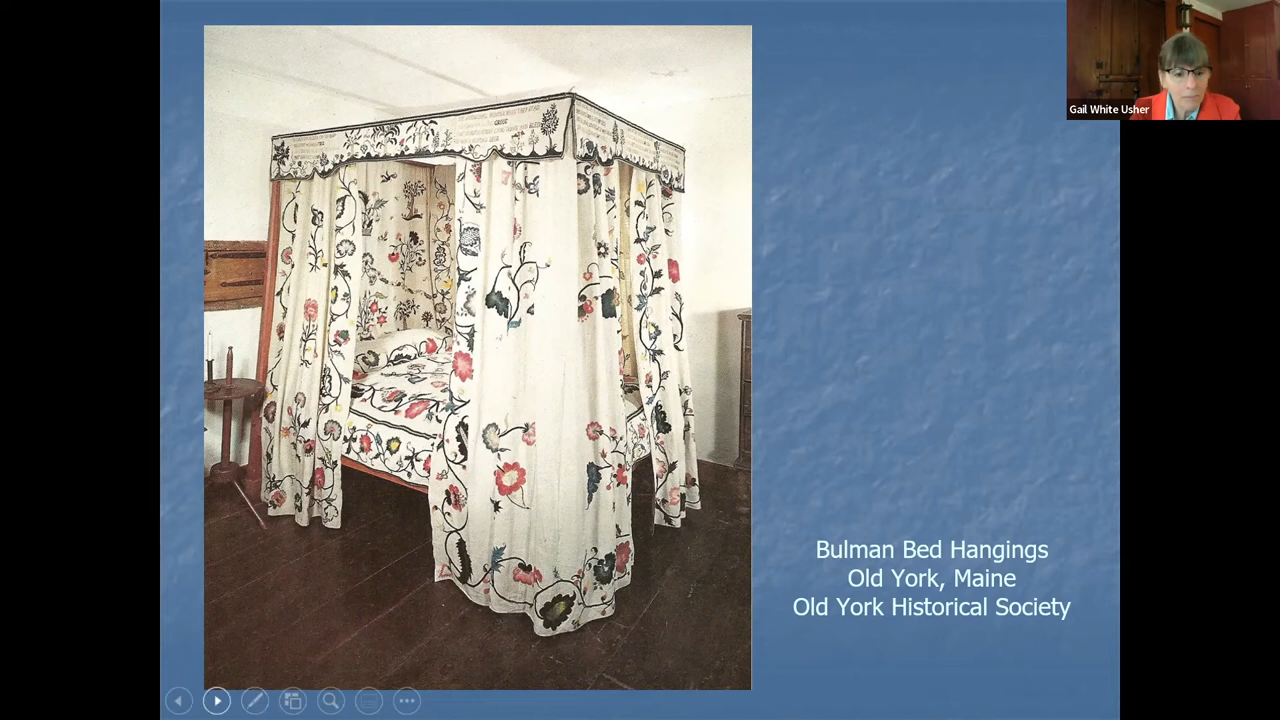 Gail White Usher
Bulman Bed Hangings
Old York, Maine
Old York Historical Society